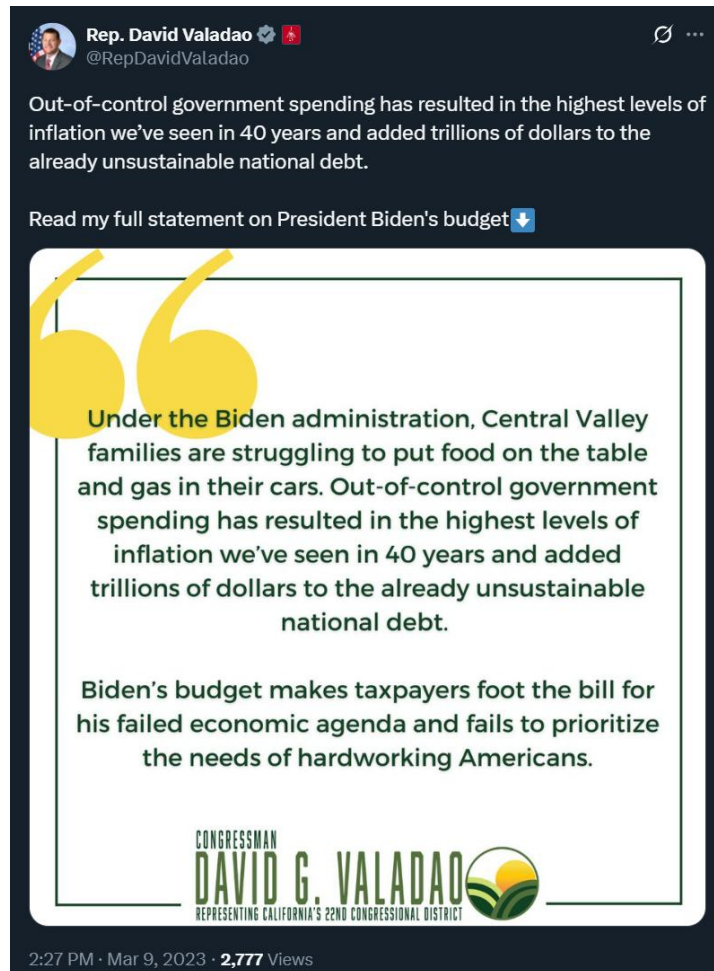 Rep. David Valadao
@RepDavidValadao
Out-of-control government spending has resulted in the highest levels of
inflation we’ve seen in 40 years and added trillions of dollars to the
already unsustainable national debt.
Read my full statement on President Biden's budget⬇️
Under the Biden administration, Central Valley
families are struggling to put food on the table
and gas in their cars. Out-of-control government
spending has resulted in the highest levels of
inflation we’ve seen in 40 years and added
trillions of dollars to the already unsustainable
national debt.
Biden’s budget makes taxpayers foot the bill for
his failed economic agenda and fails to prioritize
the needs of hardworking Americans.
CONGRESSMAN
DAVID G. VALADAO
REPRESENTING CALIFORNIA'S 22ND CONGRESSIONAL DISTRICT
2:27 PM · Mar 9, 2023 · 2,777 Views